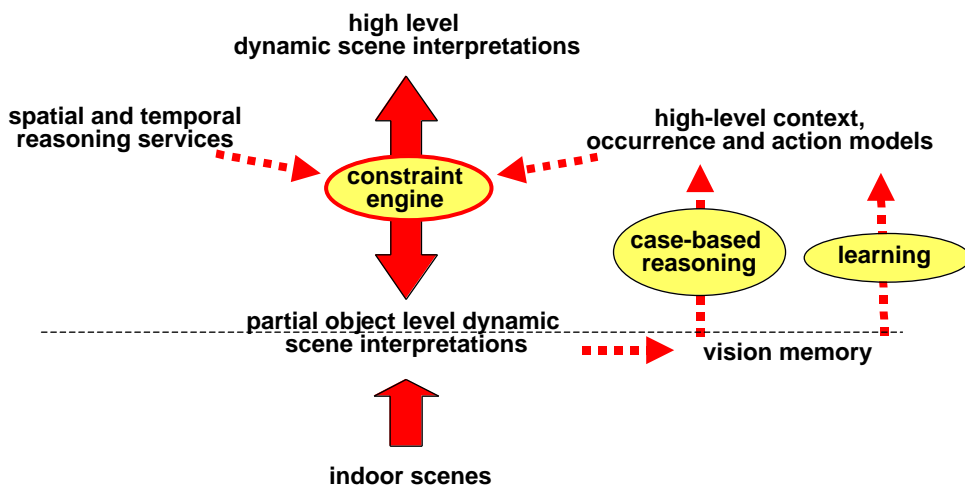 high level
dynamic scene interpretations
spatial and temporal
reasoning services
high-level context,
occurrence and action models
constraint
engine
case-based
reasoning
learning
partial object level dynamic
scene interpretations
vision memory
indoor scenes